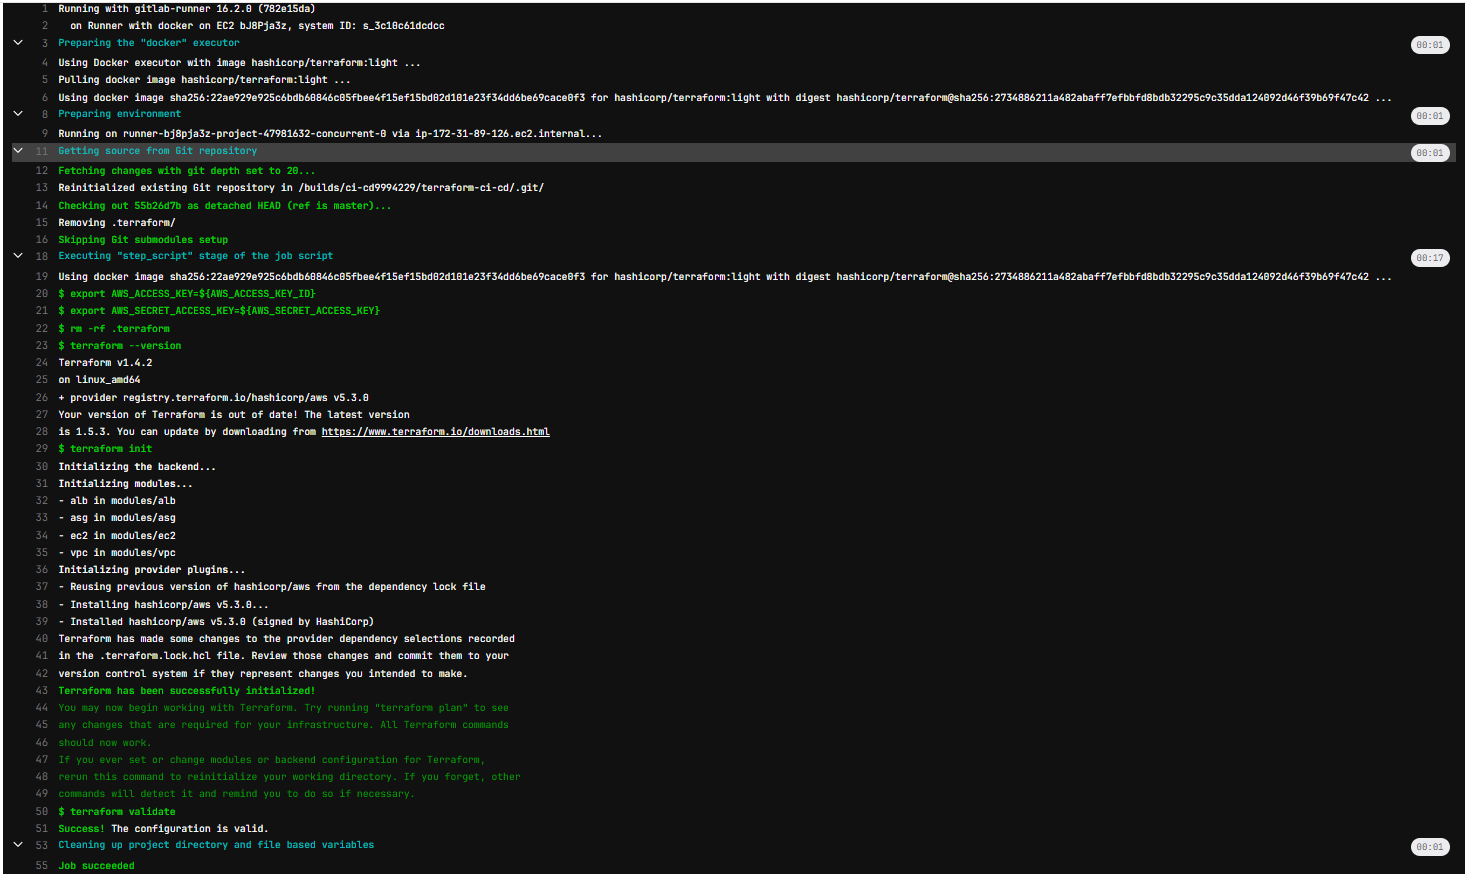 1 Running with gitlab-runner 16.2.0 (782e15da)
2 on Runner with docker on EC2 bJ8Pja3z, system ID: s_3c10c61dcdcc
3 Preparing the "docker" executor 00:01
4 Using Docker executor with image hashicorp/terraform:light ...
5 Pulling docker image hashicorp/terraform:light ...
6 Using docker image sha256:22ae929e925c6bdb60846c05fbee4f15ef15bd02d101e23f34dd6be69cace0f3 for hashicorp/terraform:light with digest hashicorp/terraform@sha256:2734886211a482abaff7efbbfd8bdb32295c9c35dda124092d46f39b69f47c42 ...
8 Preparing environment 00:01
9 Running on runner-bj8pja3z-project-47981632-concurrent-0 via ip-172-31-89-126.ec2.internal...
11 Getting source from Git repository 00:01
12 Fetching changes with git depth set to 20...
13 Reinitialized existing Git repository in /builds/ci-cd9994229/terraform-ci-cd/.git/
14 Checking out 55b26d7b as detached HEAD (ref is master)...
15 Removing .terraform/
16 Skipping Git submodules setup
18 Executing "step_script" stage of the job script 00:17
19 Using docker image sha256:22ae929e925c6bdb60846c05fbee4f15ef15bd02d101e23f34dd6be69cace0f3 for hashicorp/terraform:light with digest hashicorp/terraform@sha256:2734886211a482abaff7efbbfd8bdb32295c9c35dda124092d46f39b69f47c42 ...
20 $ export AWS_ACCESS_KEY=${AWS_ACCESS_KEY_ID}
21 $ export AWS_SECRET_ACCESS_KEY=${AWS_SECRET_ACCESS_KEY}
22 $ rm -rf .terraform
23 $ terraform --version
24 Terraform v1.4.2
25 on linux_amd64
26 + provider registry.terraform.io/hashicorp/aws v5.3.0
27 Your version of Terraform is out of date! The latest version
28 is 1.5.3. You can update by downloading from https://www.terraform.io/downloads.html
29 $ terraform init
30 Initializing the backend...
31 Initializing modules...
32 - alb in modules/alb
33 - asg in modules/asg
34 - ec2 in modules/ec2
35 - vpc in modules/vpc
36 Initializing provider plugins...
37 - Reusing previous version of hashicorp/aws from the dependency lock file
38 - Installing hashicorp/aws v5.3.0...
39 - Installed hashicorp/aws v5.3.0 (signed by HashiCorp)
40 Terraform has made some changes to the provider dependency selections recorded
41 in the .terraform.lock.hcl file. Review those changes and commit them to your
42 version control system if they represent changes you intended to make.
43 Terraform has been successfully initialized!
44 You may now begin working with Terraform. Try running "terraform plan" to see
45 any changes that are required for your infrastructure. All Terraform commands
46 should now work.
47 If you ever set or change modules or backend configuration for Terraform,
48 rerun this command to reinitialize your working directory. If you forget, other
49 commands will detect it and remind you to do so if necessary.
50 $ terraform validate
51 Success! The configuration is valid.
53 Cleaning up project directory and file based variables 00:01
55 Job succeeded